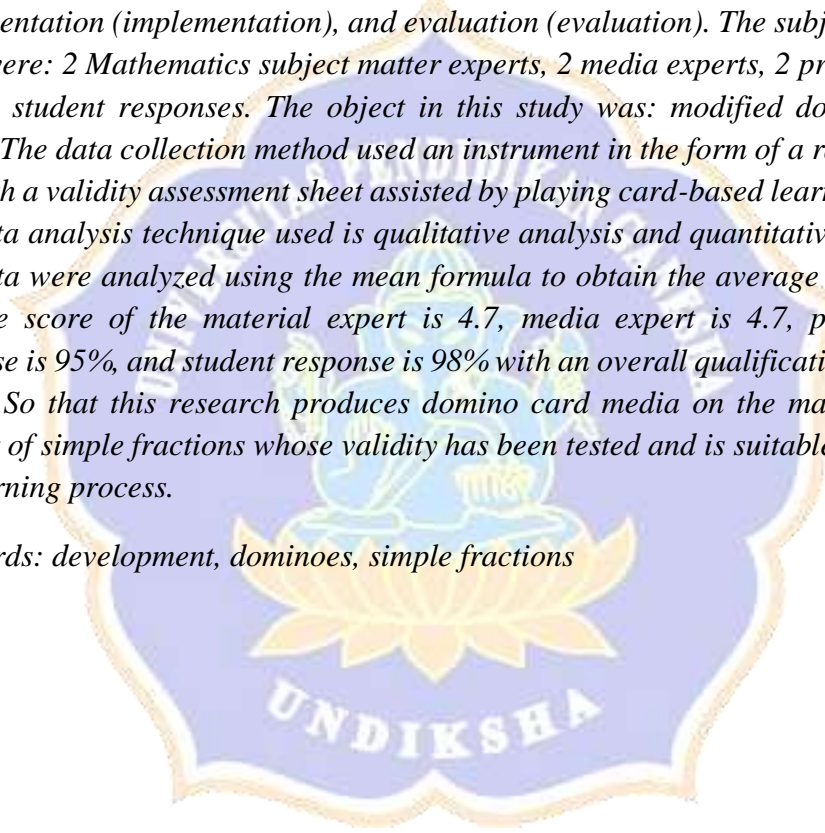 entation (implementation), and evaluation (evaluation). The subj
vere: 2 Mathematics subject matter experts, 2 media experts, 2 pr
student responses. The object in this study was: modified do
The data collection method used an instrument in the form of a r
h a validity assessment sheet assisted by playing card-based learn
ta analysis technique used is qualitative analysis and quantitativ
ta were analyzed using the mean formula to obtain the average
e score of the material expert is 4.7, media expert is 4.7, p
se is 95%, and student response is 98% with an overall qualificati
So that this research produces domino card media on the ma
of simple fractions whose validity has been tested and is suitable
rning process.
rds: development, dominoes, simple fractions
UNIVERSITAS PENDIDIKAN GANESHA
UNDIKSHA